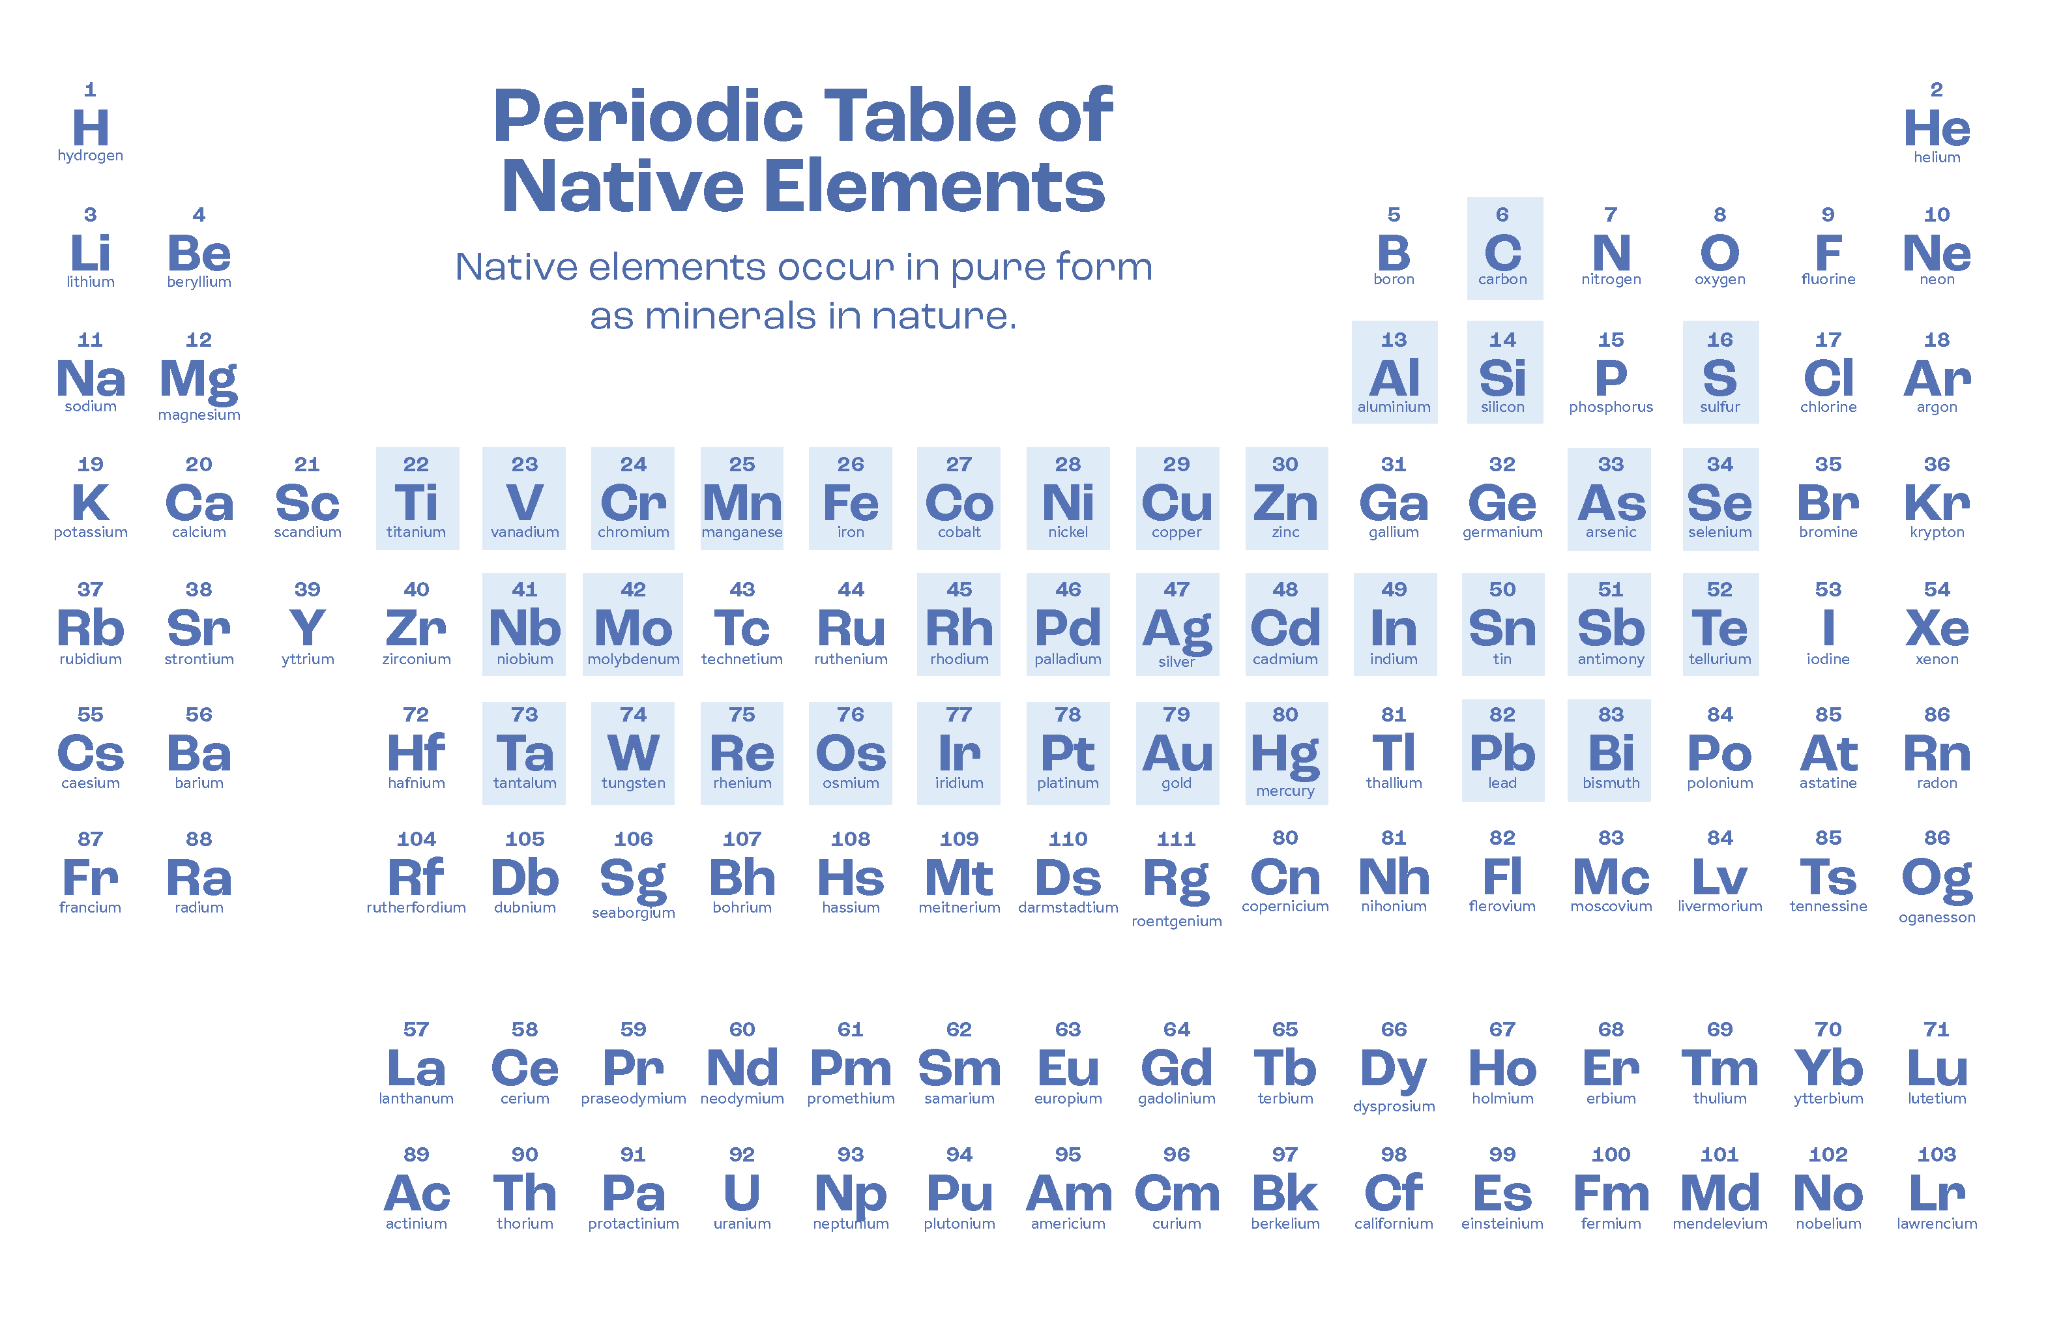 Periodic Table of
Native Elements
Native elements occur in pure form
as minerals in nature.
1 2
H He
hydrogen helium
3 4 5 6 7 8 9 10
Li Be B C N O F Ne
lithium beryllium boron carbon nitrogen oxygen fluorine neon
11 12 13 14 15 16 17 18
Na Mg Al Si P S Cl Ar
sodium magnesium aluminium silicon phosphorus sulfur chlorine argon
19 20 21 22 23 24 25 26 27 28 29 30 31 32 33 34 35 36
K Ca Sc Ti V Cr Mn Fe Co Ni Cu Zn Ga Ge As Se Br Kr
potassium calcium scandium titanium vanadium chromium manganese iron cobalt nickel copper zinc gallium germanium arsenic selenium bromine krypton
37 38 39 40 41 42 43 44 45 46 47 48 49 50 51 52 53 54
Rb Sr Y Zr Nb Mo Tc Ru Rh Pd Ag Cd In Sn Sb Te I Xe
rubidium strontium yttrium zirconium niobium molybdenum technetium ruthenium rhodium palladium silver cadmium indium tin antimony tellurium iodine xenon
55 56 72 73 74 75 76 77 78 79 80 81 82 83 84 85 86
Cs Ba Hf Ta W Re Os Ir Pt Au Hg Tl Pb Bi Po At Rn
caesium barium hafnium tantalum tungsten rhenium osmium iridium platinum gold mercury thallium lead bismuth polonium astatine radon
87 88 104 105 106 107 108 109 110 111 80 81 82 83 84 85 86
Fr Ra Rf Db Sg Bh Hs Mt Ds Rg Cn Nh Fl Mc Lv Ts Og
francium radium rutherfordium dubnium seaborgium bohrium hassium meitnerium darmstadtium roentgenium copernicium nihonium flerovium moscovium livermorium tennessine oganesson
57 58 59 60 61 62 63 64 65 66 67 68 69 70 71
La Ce Pr Nd Pm Sm Eu Gd Tb Dy Ho Er Tm Yb Lu
lanthanum cerium praseodymium neodymium promethium samarium europium gadolinium terbium dysprosium holmium erbium thulium ytterbium lutetium
89 90 91 92 93 94 95 96 97 98 99 100 101 102 103
Ac Th Pa U Np Pu Am Cm Bk Cf Es Fm Md No Lr
actinium thorium protactinium uranium neptunium plutonium americium curium berkelium californium einsteinium fermium mendelevium nobelium lawrencium